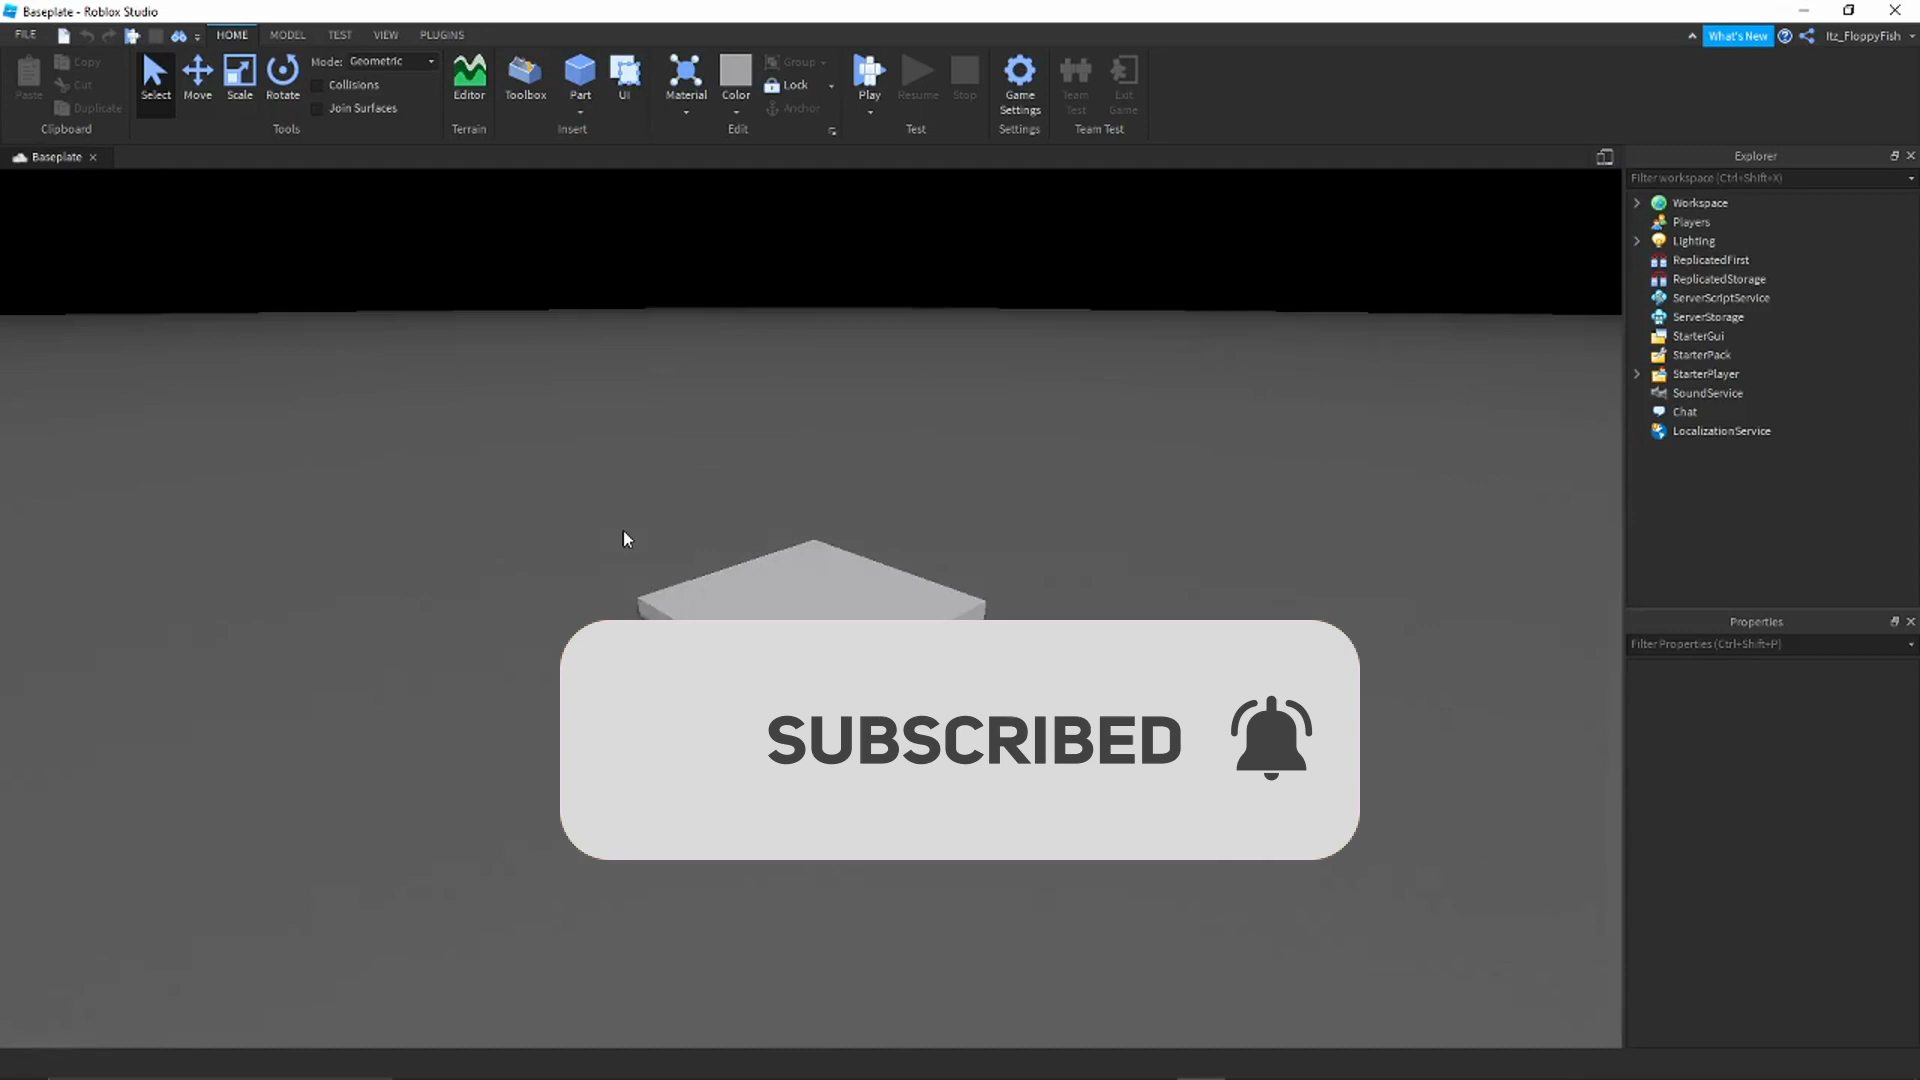 Baseplate - Roblox Studio
FILE HOME MODEL TEST VIEW PLUGINS What's New Itz_FloppyFish
Paste Copy Cut Duplicate
Clipboard
Select Move Scale Rotate Mode: Geometric
Collisions
Join Surfaces
Tools
Editor
Terrain
Toolbox Part UI
Insert
Material Color Group Lock Anchor
Edit
Play Resume Stop
Test
Game Settings
Settings
Team Test Exit Game
Team Test
Baseplate
Explorer
Filter workspace (Ctrl+Shift+X)
Workspace
Players
Lighting
ReplicatedFirst
ReplicatedStorage
ServerScriptService
ServerStorage
StarterGui
StarterPack
StarterPlayer
SoundService
Chat
LocalizationService
Properties
Filter Properties (Ctrl+Shift+P)
SUBSCRIBED